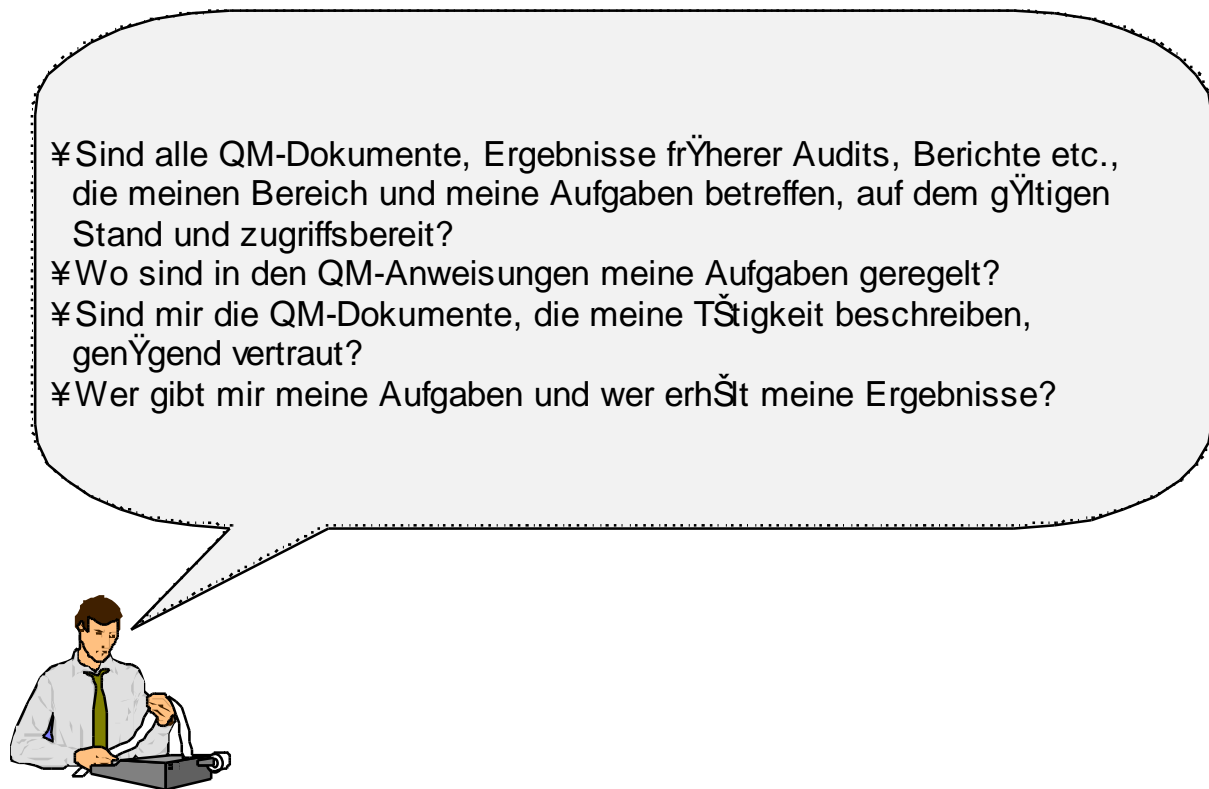 ¥Sind alle QM-Dokumente, Ergebnisse frŸherer Audits, Berichte etc.,
die meinen Bereich und meine Aufgaben betreffen, auf dem gŸltigen
Stand und zugriffsbereit?
¥Wo sind in den QM-Anweisungen meine Aufgaben geregelt?
¥Sind mir die QM-Dokumente, die meine TŠtigkeit beschreiben,
genŸgend vertraut?
¥Wer gibt mir meine Aufgaben und wer erhŠlt meine Ergebnisse?